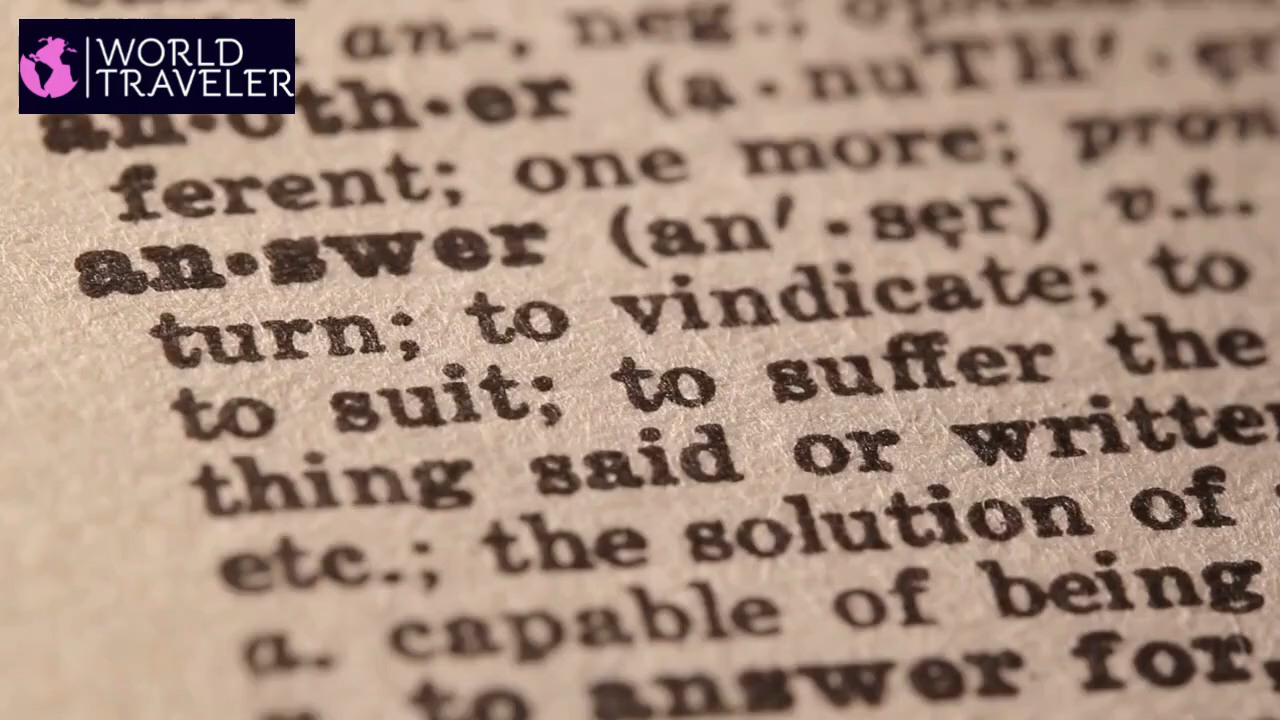 WORLD
TRAVELER
an-, neg.;
an·oth·er (a·nuTH'·
ferent; one more; pron
an·swer (an'·sẹr) v.t.
turn; to vindicate; to
to suit; to suffer the
thing said or written
etc.; the solution of
a. capable of being
to answer for,